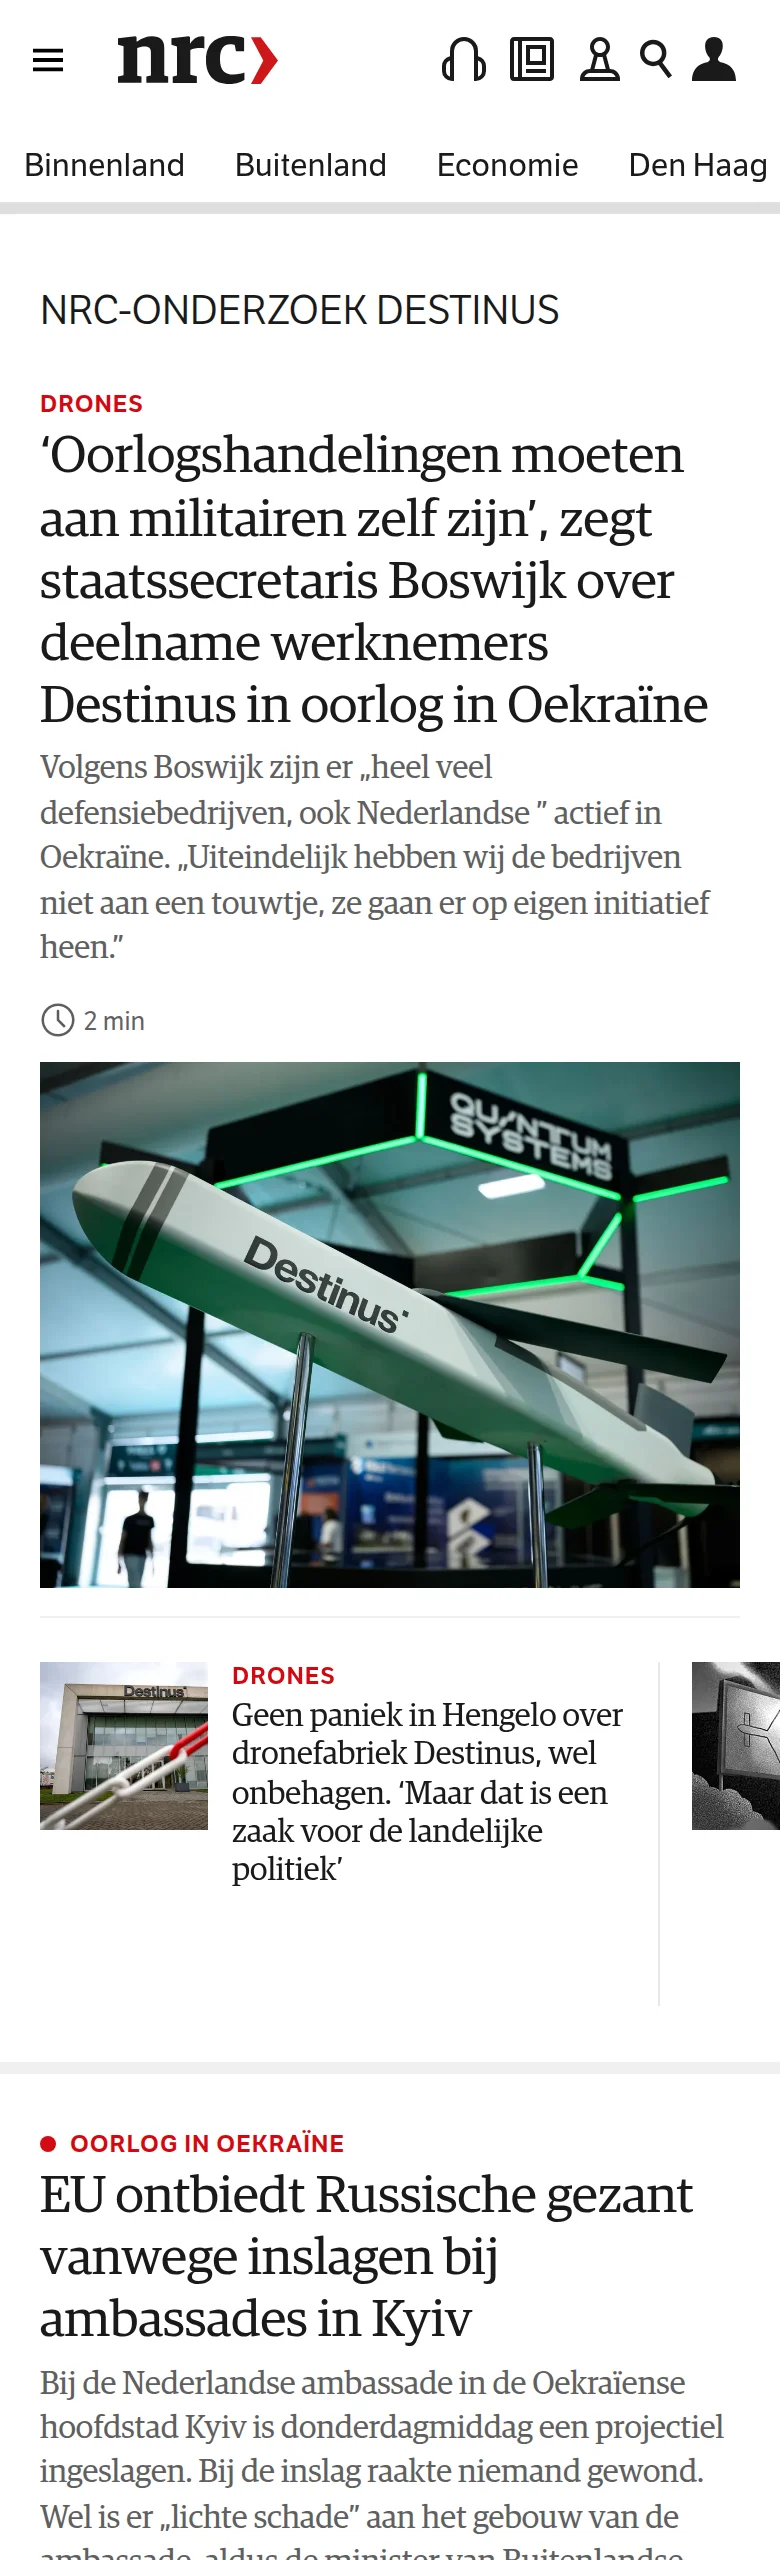 nrc
Binnenland Buitenland Economie Den Haag
NRC-ONDERZOEK DESTINUS
DRONES
‘Oorlogshandelingen moeten
aan militairen zelf zijn’, zegt
staatssecretaris Boswijk over
deelname werknemers
Destinus in oorlog in Oekraïne
Volgens Boswijk zijn er „heel veel
defensiebedrijven, ook Nederlandse ” actief in
Oekraïne. „Uiteindelijk hebben wij de bedrijven
niet aan een touwtje, ze gaan er op eigen initiatief
heen.”
2 min
QUANTUM
SYSTEMS
Destinus
Destinus
DRONES
Geen paniek in Hengelo over
dronefabriek Destinus, wel
onbehagen. ‘Maar dat is een
zaak voor de landelijke
politiek’
OORLOG IN OEKRAÏNE
EU ontbiedt Russische gezant
vanwege inslagen bij
ambassades in Kyiv
Bij de Nederlandse ambassade in de Oekraïense
hoofdstad Kyiv is donderdagmiddag een projectiel
ingeslagen. Bij de inslag raakte niemand gewond.
Wel is er „lichte schade” aan het gebouw van de
ambassade, aldus de minister van Buitenlandse